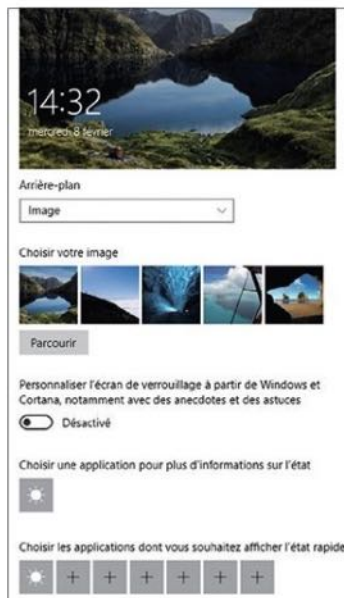 14:32
mercredi 8 février
Arrière-plan
Image
Choisir votre image
Parcourir
Personnaliser l'écran de verrouillage à partir de Windows et
Cortana, notamment avec des anecdotes et des astuces
Désactivé
Choisir une application pour plus d'informations sur l'état
Choisir les applications dont vous souhaitez afficher l'état rapide